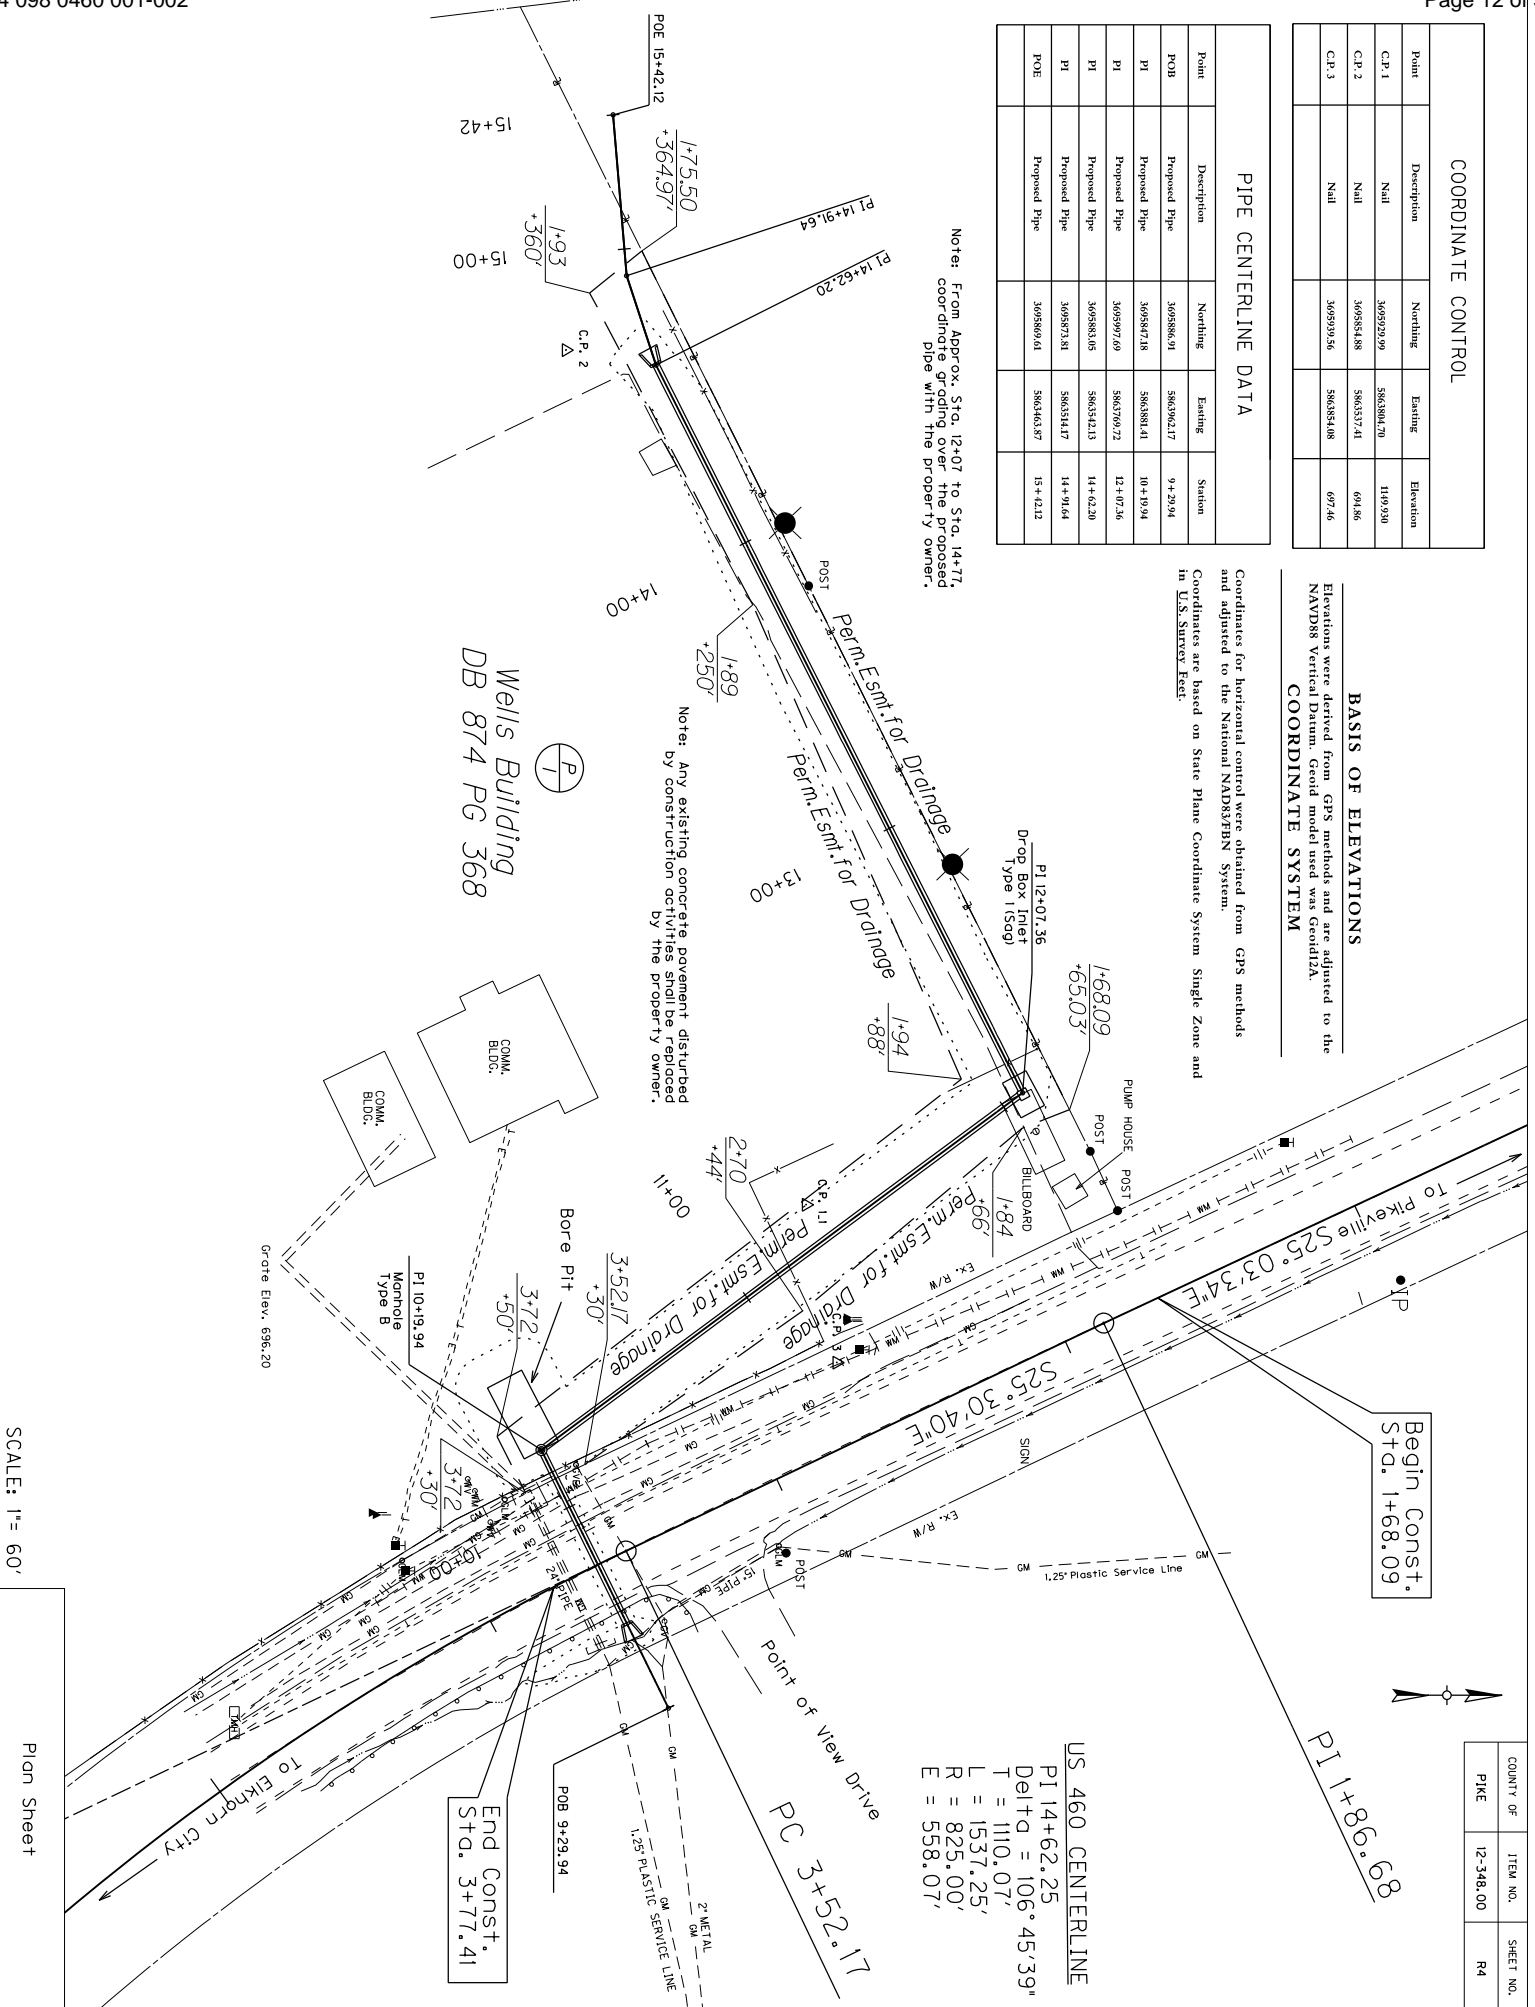 4 098 0460 001-002
Page 12 of
COUNTY OF
ITEM NO.
SHEET NO.
PIKE
12-348.00
R4
COORDINATE CONTROL
Point Description Northing Easting Elevation
C.P. 1 Nail 3695929.99 5863804.70 1149.930
C.P. 2 Nail 3695854.88 5863537.41 694.86
C.P. 3 Nail 3695939.56 5863854.08 697.46
PIPE CENTERLINE DATA
Point Description Northing Easting Station
POB Proposed Pipe 3695886.91 5863962.17 9+29.94
PI Proposed Pipe 3695847.18 5863881.41 10+19.94
PI Proposed Pipe 3695997.69 5863769.72 12+07.36
PI Proposed Pipe 3695883.05 5863542.13 14+62.20
PI Proposed Pipe 3695873.81 5863514.17 14+91.64
POE Proposed Pipe 3695869.61 5863463.87 15+42.12
BASIS OF ELEVATIONS
Elevations were derived from GPS methods and are adjusted to the
NAVD88 Vertical Datum. Geoid model used was Geoid12A.
COORDINATE SYSTEM
Coordinates for horizontal control were obtained from GPS methods
and adjusted to the National NAD83/FBN System.
Coordinates are based on State Plane Coordinate System Single Zone and
in U.S. Survey Feet.
Note: From Approx. Sta. 12+07 to Sta. 14+77,
coordinate grading over the proposed
pipe with the property owner.
Note: Any existing concrete pavement disturbed
by construction activities shall be replaced
by the property owner.
POE 15+42.12
15+42
1+75.50
+364.97'
1+93
+360'
15+00
PI 14+91.64
PI 14+62.20
C.P. 2
POST
14+00
1+89
+250'
Perm. Esmt. for Drainage
Perm. Esmt. for Drainage
Wells Building
DB 874 PG 368
P
1
13+00
PI 12+07.36
Drop Box Inlet
Type 1 (Sag)
1+68.09
+65.03'
1+94
+88'
PUMP HOUSE
POST
POST
BILLBOARD
1+84
+66'
2+70
+44'
C.P. 1.1
11+00
Perm. Esmt. for Drainage
Perm. Esmt. for Drainage
COMM.
BLDG.
COMM.
BLDG.
Bore Pit
3+52.17
+30'
3+72
+50'
PI 10+19.94
Manhole
Type B
Grate Elev. 696.20
3+72
+30'
C.P. 3
Ex. R/W
To Pikeville
S25° 03'34"E
S25° 30'40"E
TP
SIGN
Ex. R/W
Begin Const.
Sta. 1+68.09
POST
1.25" Plastic Service Line
15" PIPE
24" PIPE
10+00
Point of View Drive
PI 1+86.68
PC 3+52.17
US 460 CENTERLINE
PI 14+62.25
Delta = 106° 45'39"
T = 1110.07'
L = 1537.25'
R = 825.00'
E = 558.07'
POB 9+29.94
End Const.
Sta. 3+77.41
To Elkhorn City
2" METAL
1.25" PLASTIC SERVICE LINE
SCALE: 1"= 60'
Plan Sheet